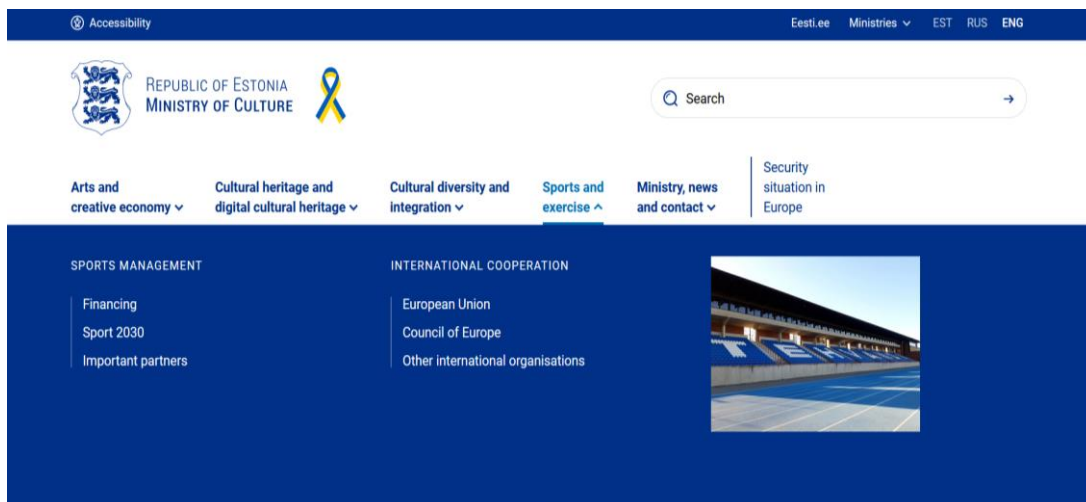 Accessibility
Eesti.ee Ministries EST RUS ENG
REPUBLIC OF ESTONIA
MINISTRY OF CULTURE
Search
Arts and
creative economy
Cultural heritage and
digital cultural heritage
Cultural diversity and
integration
Sports and
exercise
Ministry, news
and contact
Security
situation in
Europe
SPORTS MANAGEMENT
Financing
Sport 2030
Important partners
INTERNATIONAL COOPERATION
European Union
Council of Europe
Other international organisations